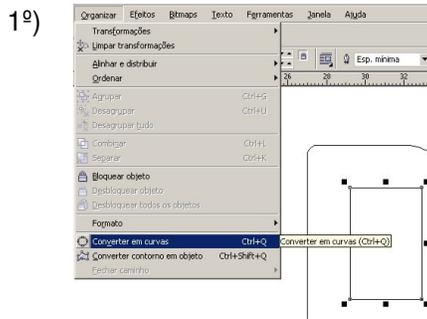 1º)
Organizar Efeitos Bitmaps Texto Ferramentas Janela Ajuda
Transformações
Limpar transformações
Alinhar e distribuir
Ordenar
Esp. mínima
26 28 30 32
Agrupar Ctrl+G
Desagrupar Ctrl+U
Desagrupar tudo
Combinar Ctrl+L
Separar Ctrl+K
Bloquear objeto
Desbloquear objeto
Desbloquear todos os objetos
Formato
Converter em curvas Ctrl+Q
Converter em curvas (Ctrl+Q)
Converter contorno em objeto Ctrl+Shift+Q
Fechar caminho